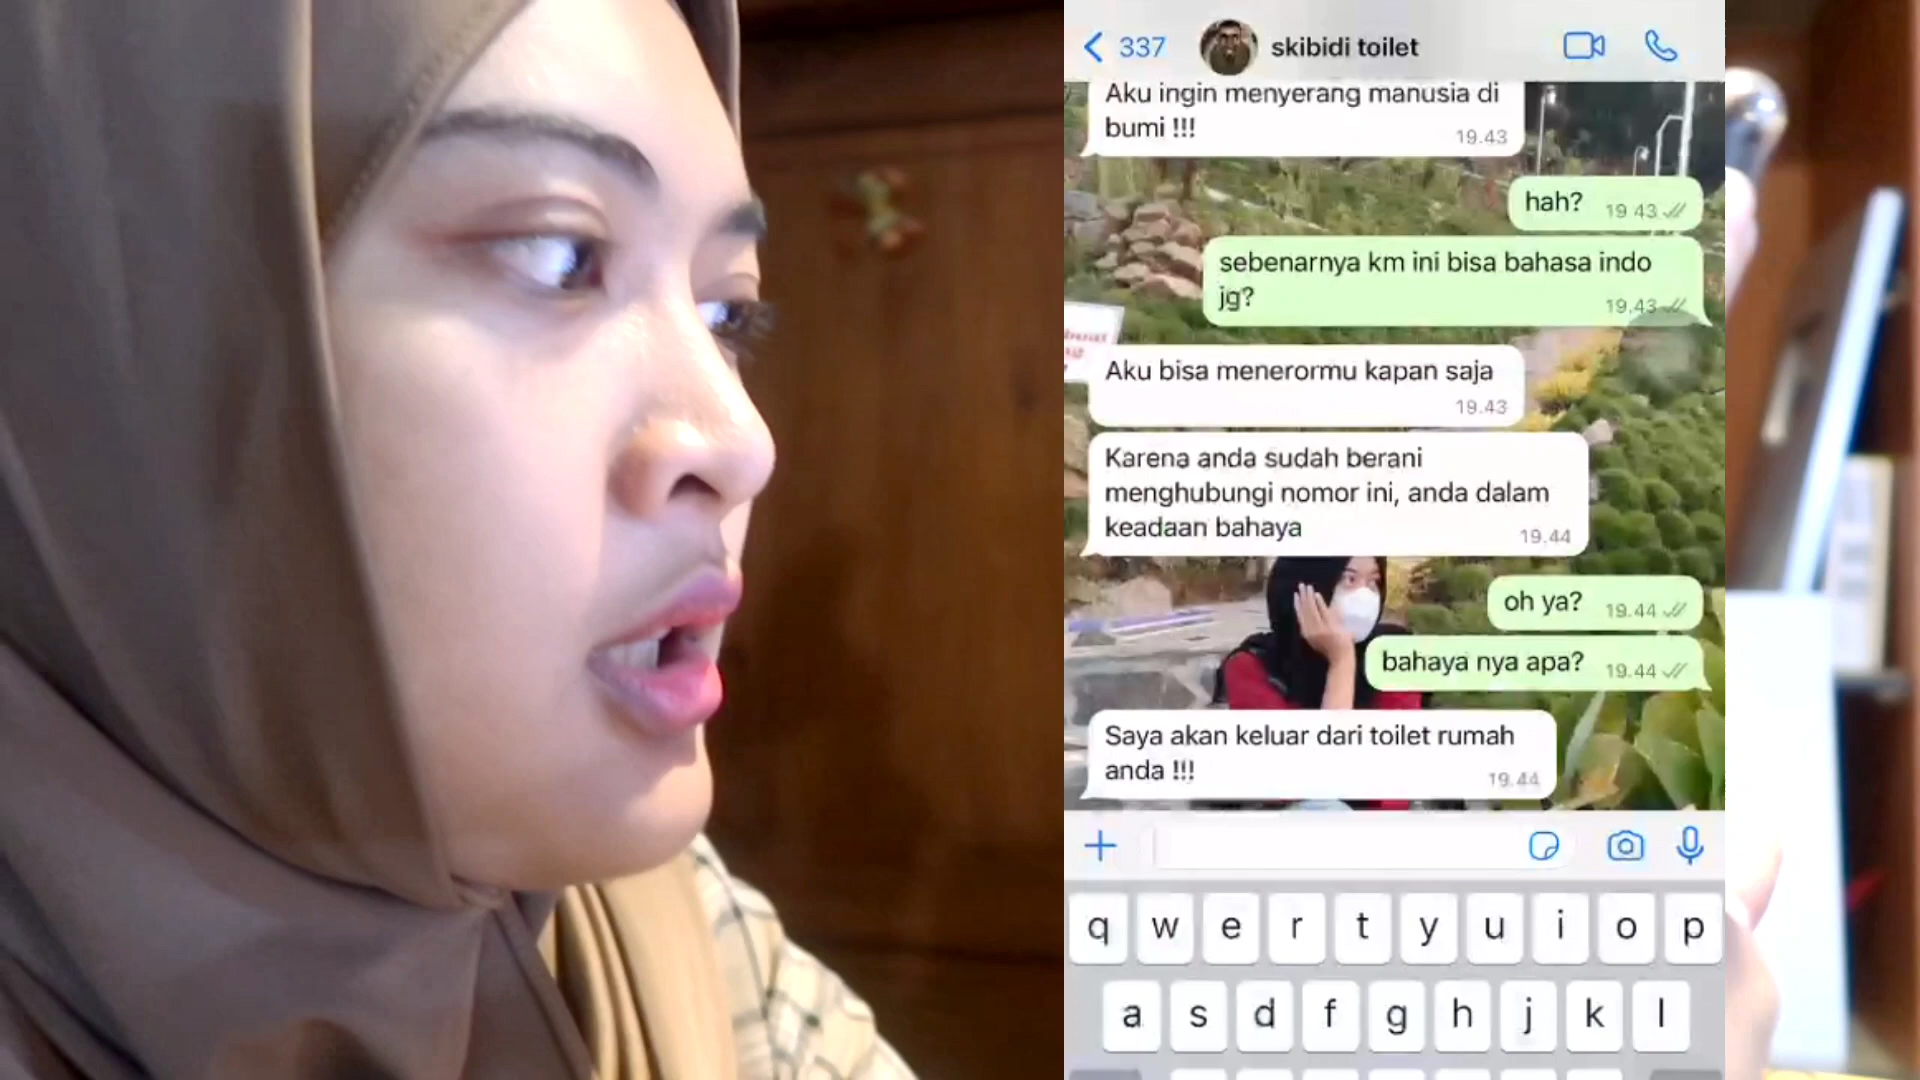 337
skibidi toilet
Aku ingin menyerang manusia di
bumi !!!
19.43
hah?
19 43
sebenarnya km ini bisa bahasa indo
jg?
19.43
Aku bisa menerormu kapan saja
19.43
Karena anda sudah berani
menghubungi nomor ini, anda dalam
keadaan bahaya
19.44
oh ya?
19.44
bahaya nya apa?
19.44
Saya akan keluar dari toilet rumah
anda !!!
19.44
q w e r t y u i o p
a s d f g h j k l